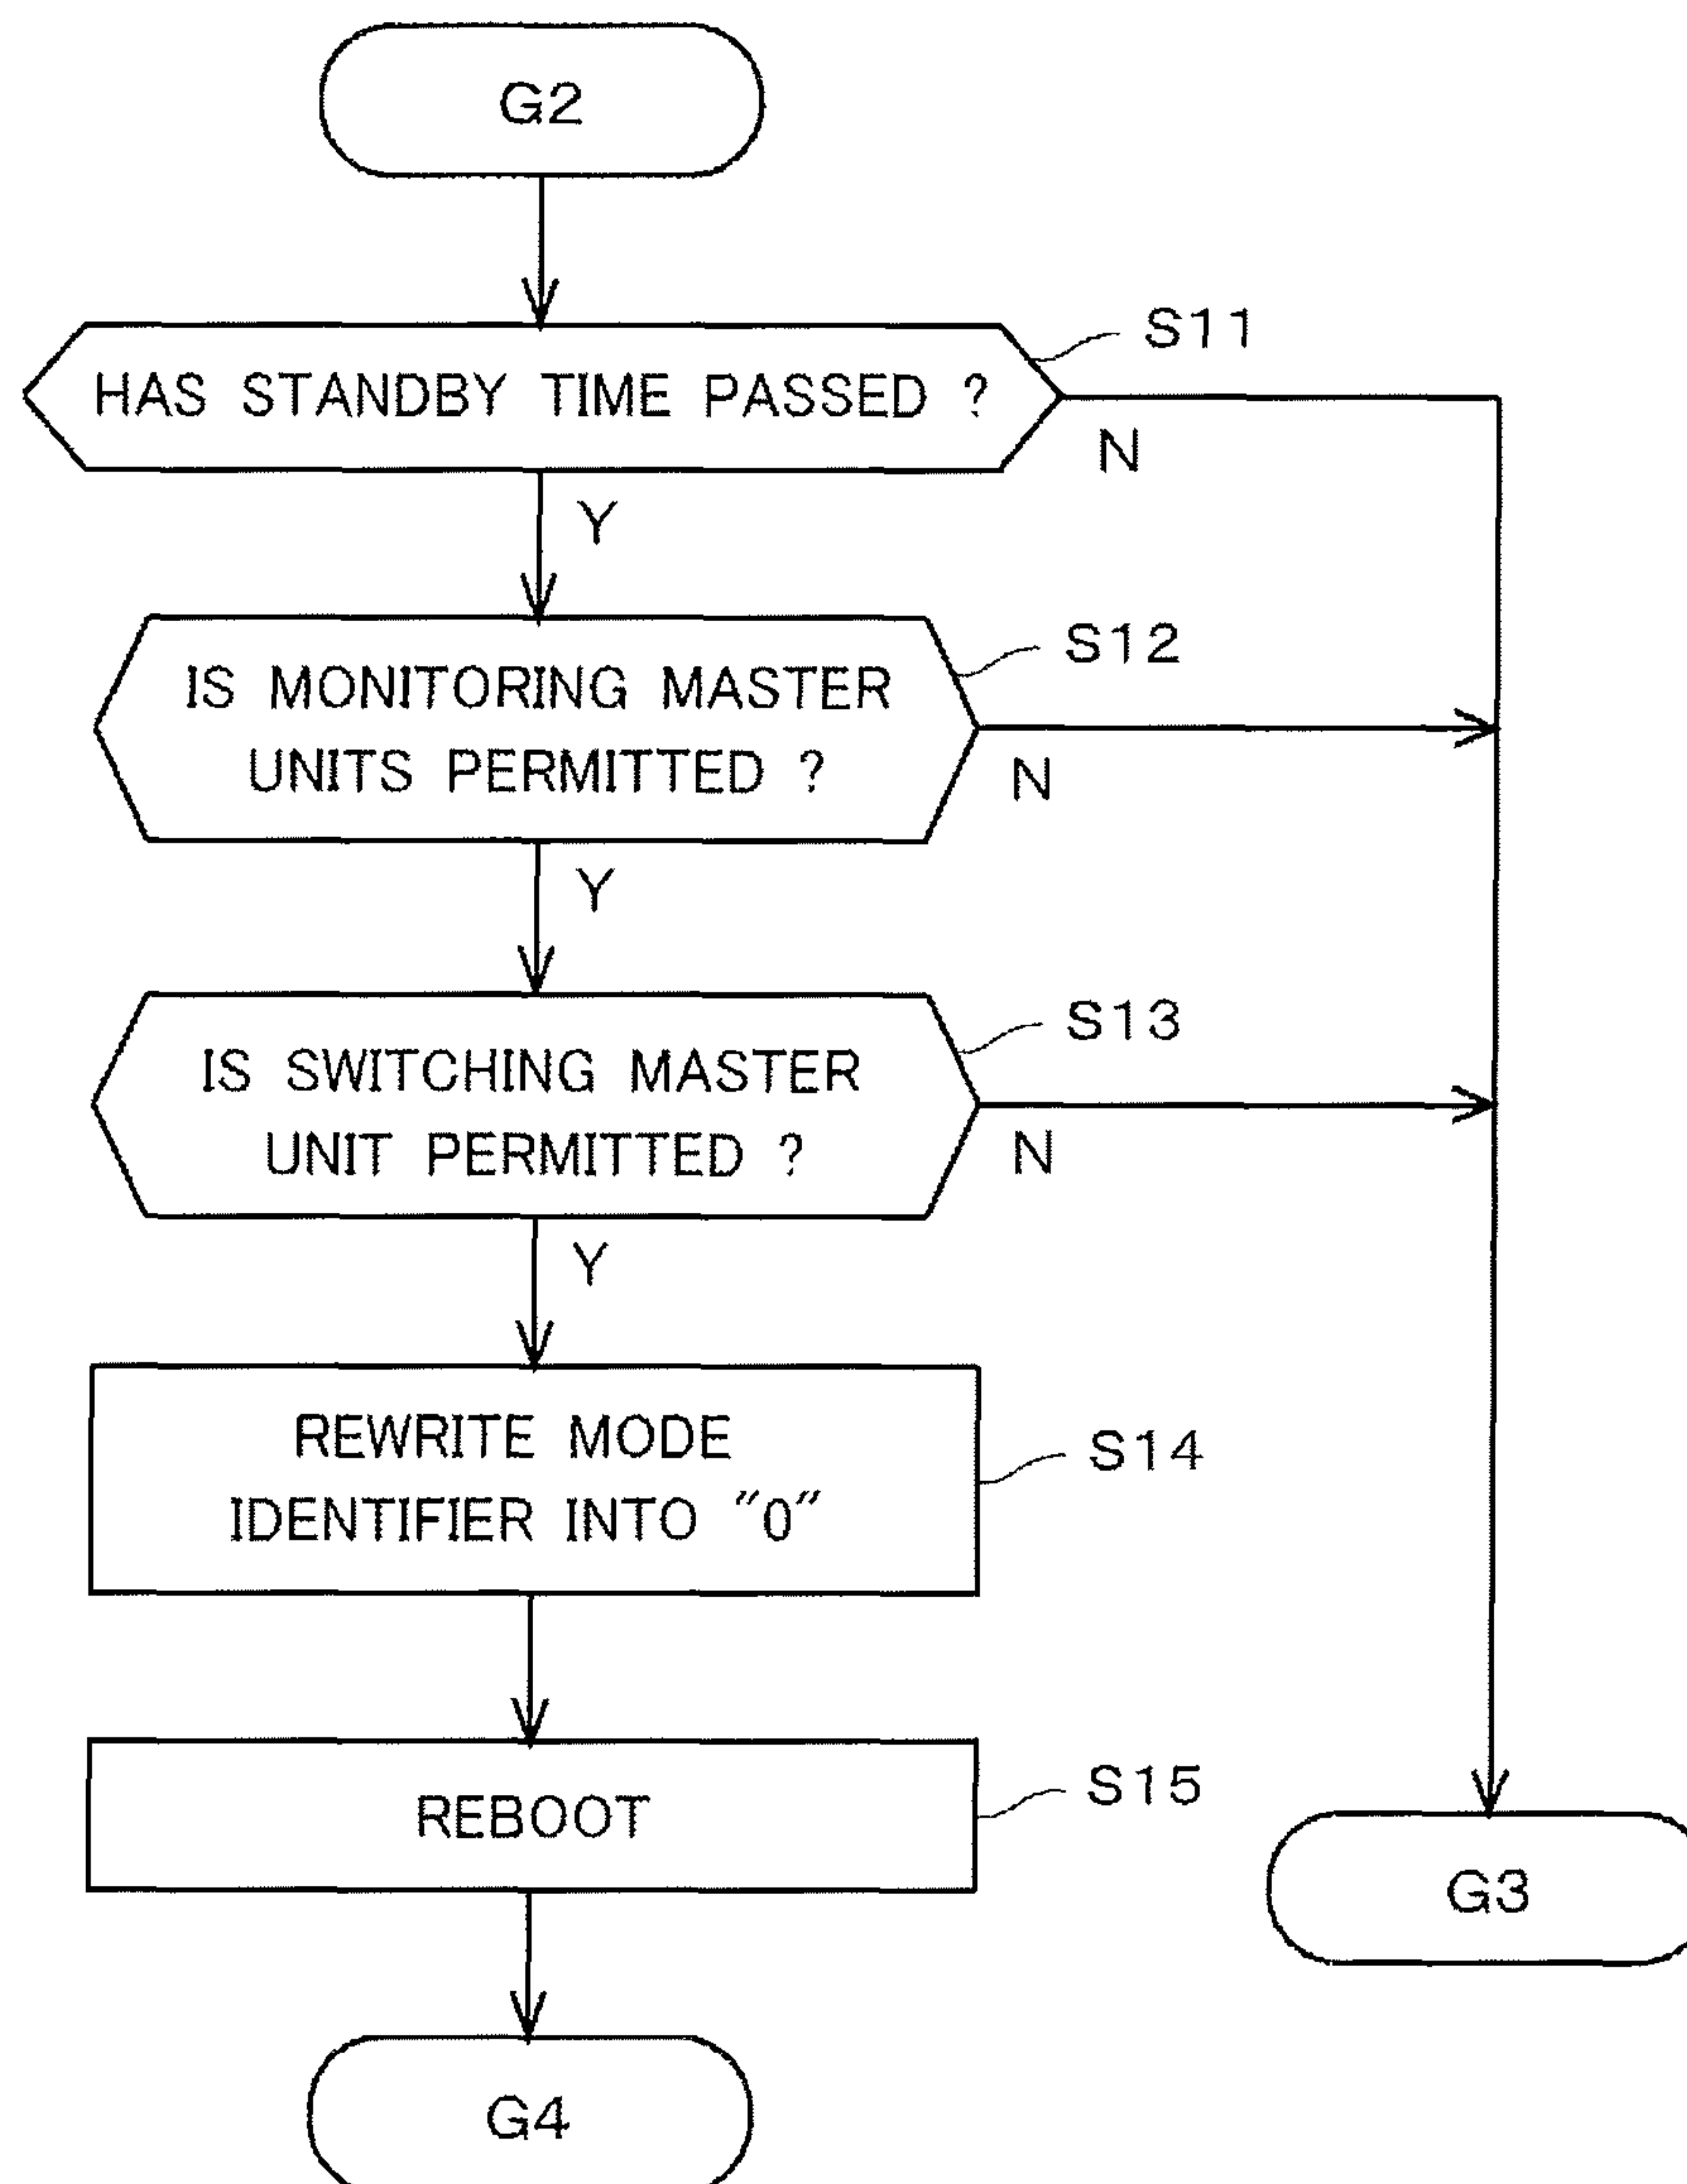 G2
HAS STANDBY TIME PASSED ?
S11
N
Y
IS MONITORING MASTER
UNITS PERMITTED ?
S12
N
Y
IS SWITCHING MASTER
UNIT PERMITTED ?
S13
N
Y
REWRITE MODE
IDENTIFIER INTO "0"
S14
REBOOT
S15
G3
G4